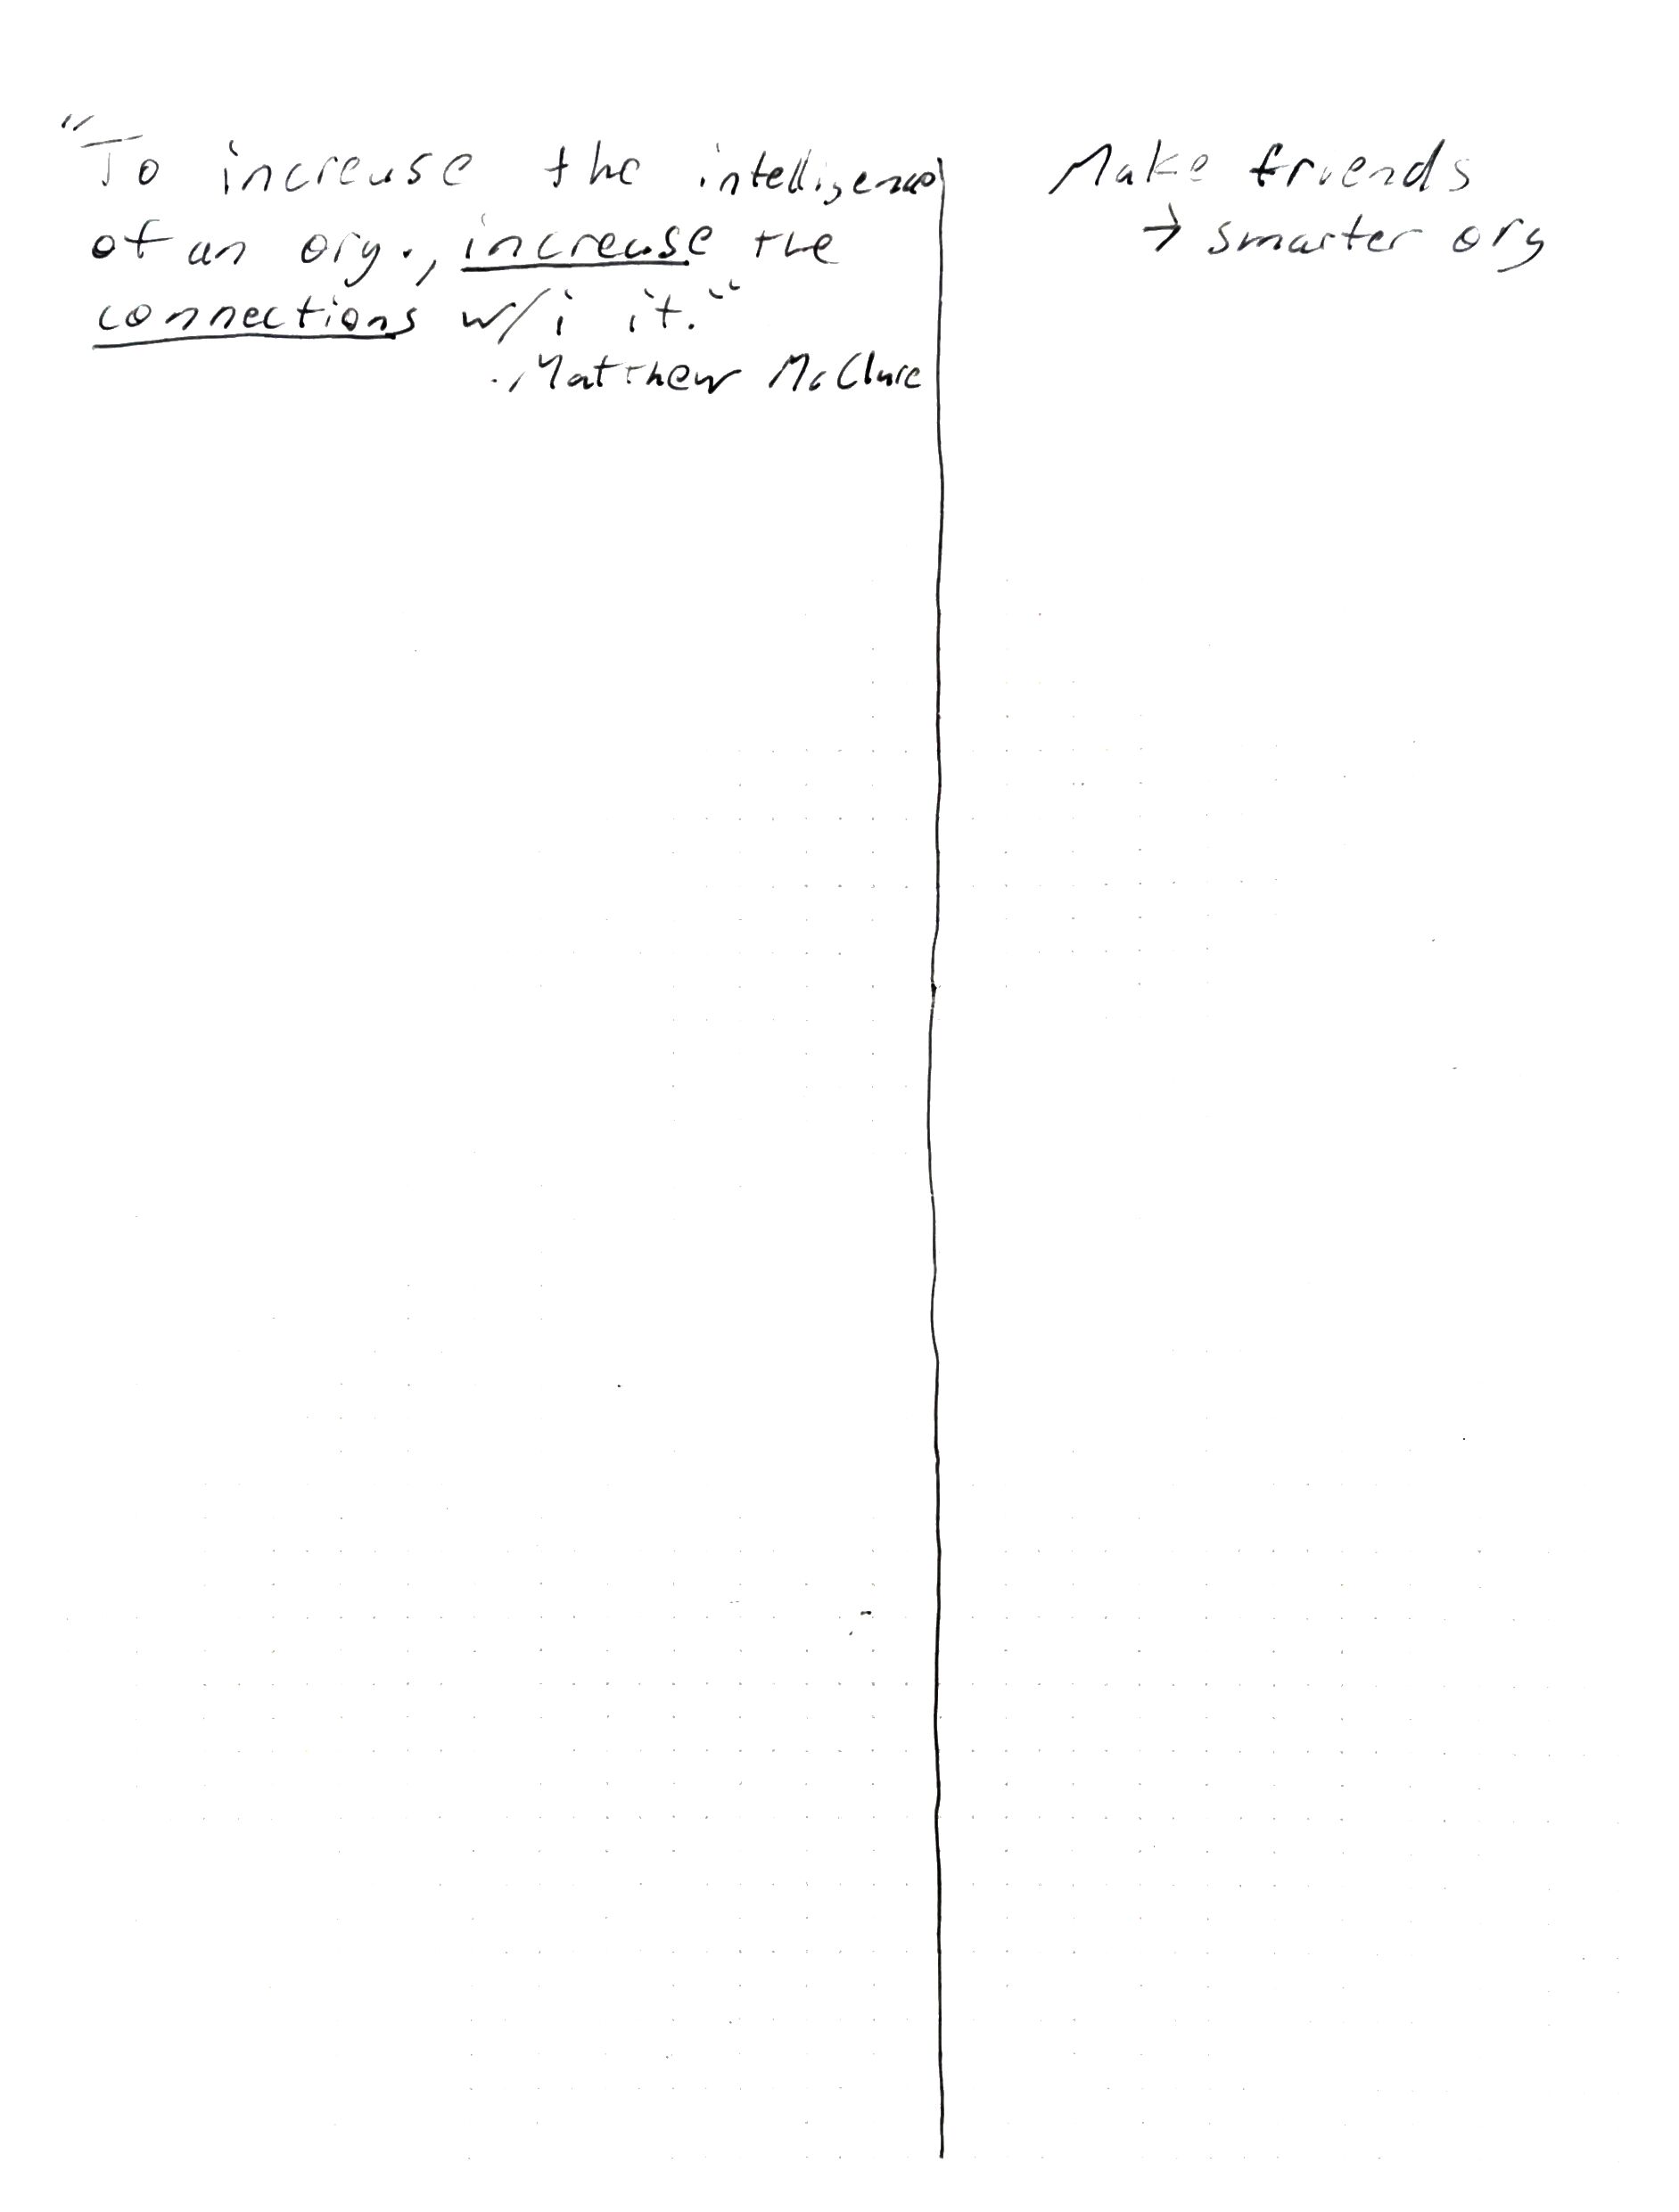 "To increase the intelligence
of an org., increase the
connections w/i it."
- Matthew McClure
Make friends
→ smarter org